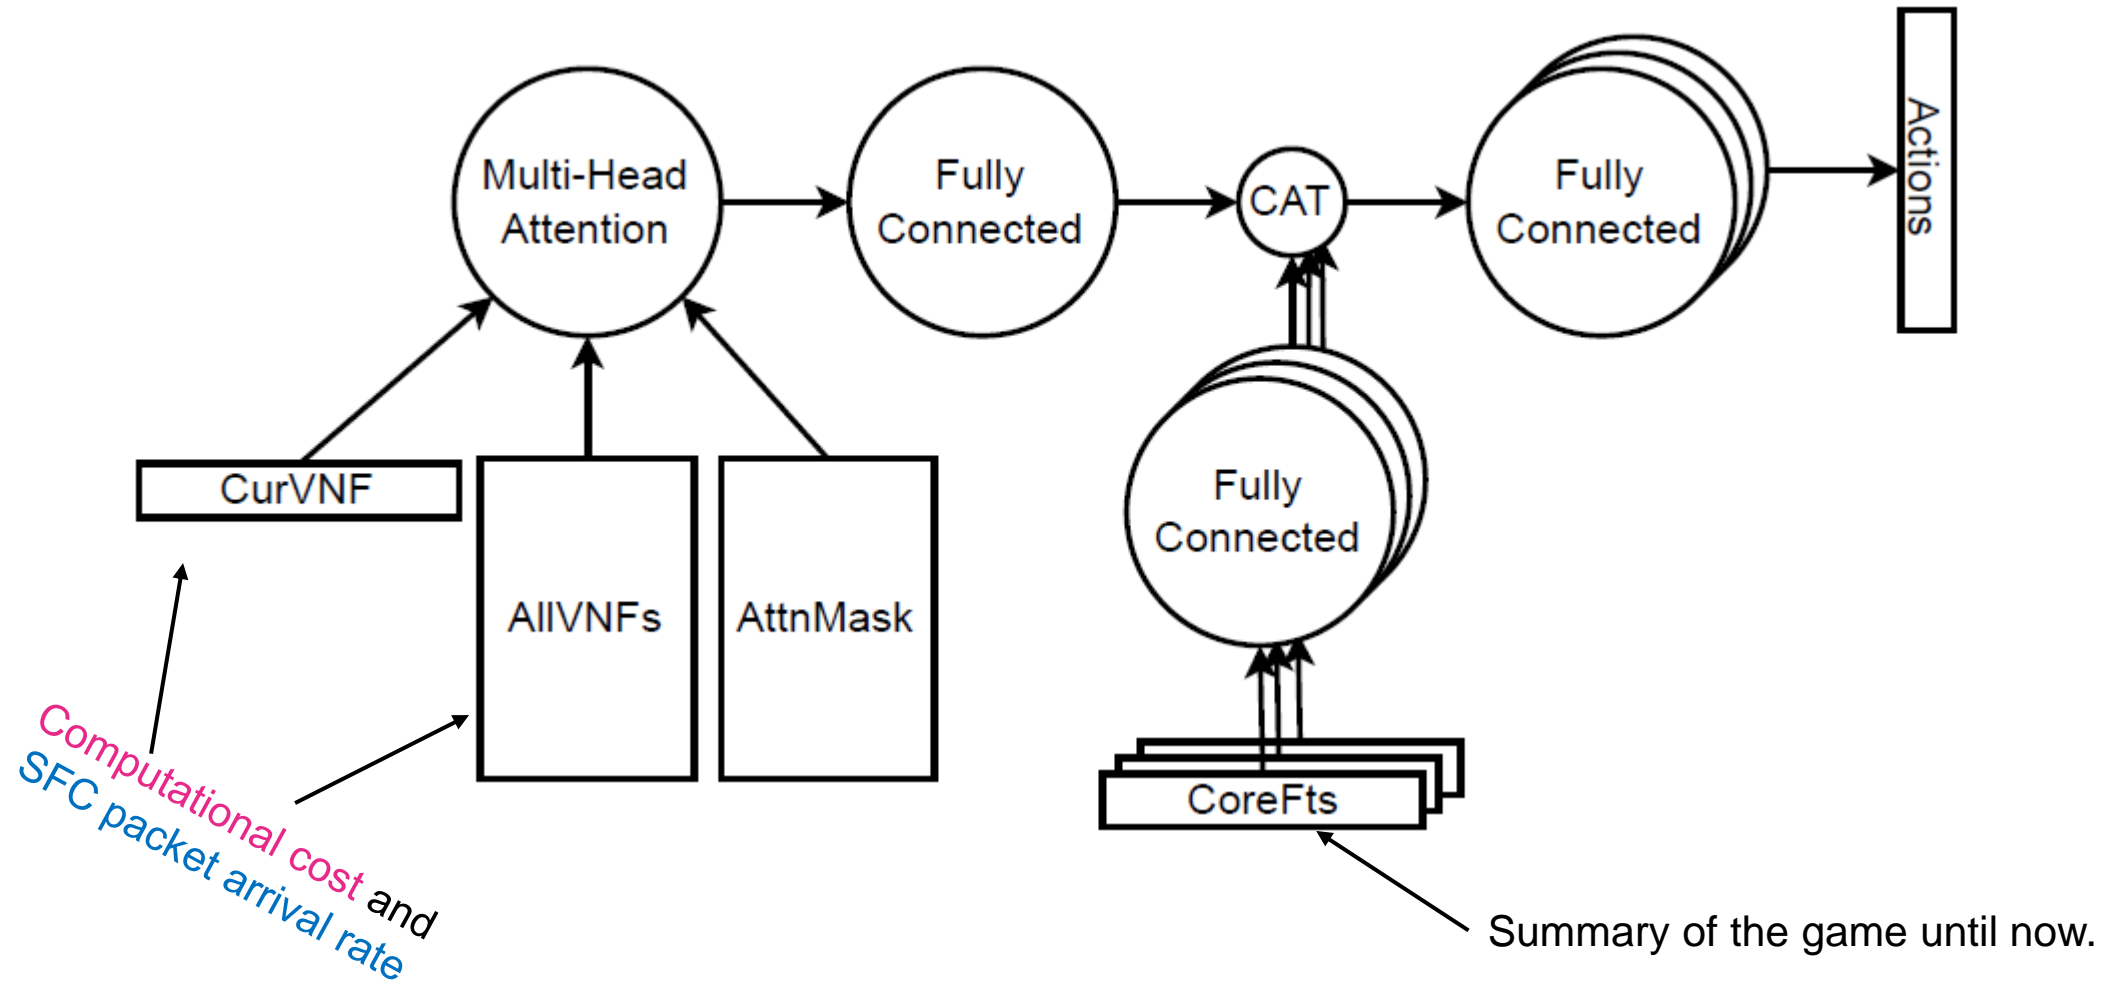 Multi-Head
Attention
Fully
Connected
CAT
Fully
Connected
Actions
CurVNF
AllVNFs
AttnMask
Fully
Connected
CoreFts
Computational cost and
SFC packet arrival rate
Summary of the game until now.